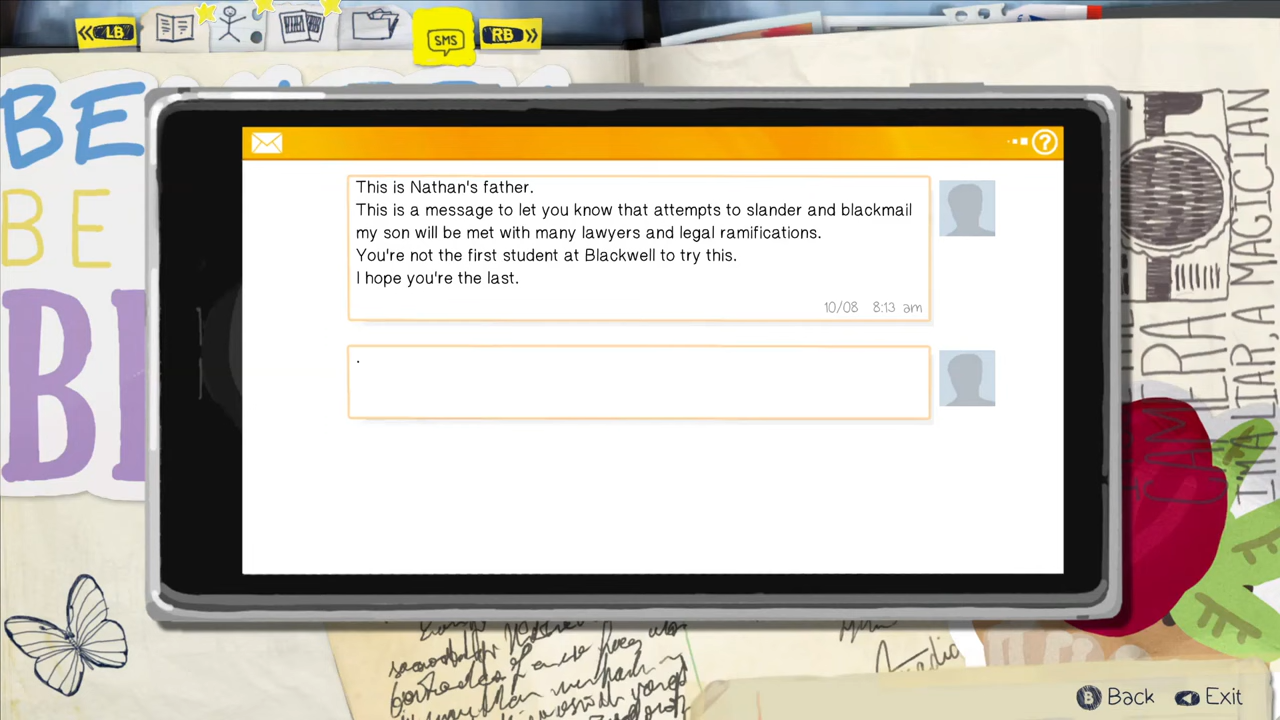 LB
SMS
RB
BE
BE
B
?
This is Nathan's father.
This is a message to let you know that attempts to slander and blackmail
my son will be met with many lawyers and legal ramifications.
You're not the first student at Blackwell to try this.
I hope you're the last.
10/08 8:13 am
.
CAMERA
LIAR, A MAGICIAN
B Back
Exit